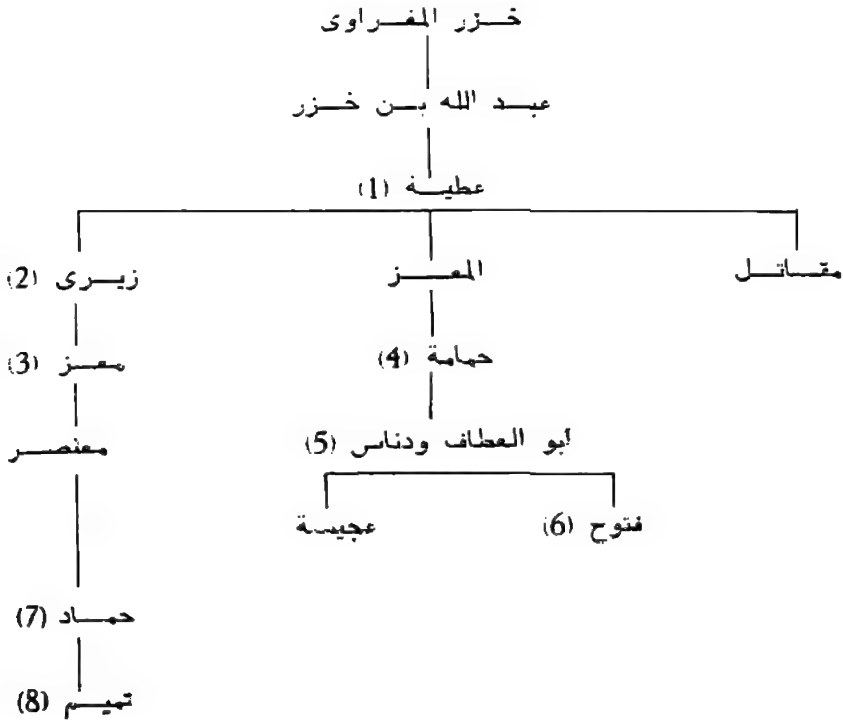 خزر المغراوى
عبد الله بن خزر
عطية (1)
مقاتل المعز زيرى (2)
حمامة (4) معز (3)
أبو العطاف ودناس (5) معنصر
فتوح (6) عجيسة
حماد (7)
تميم (8)